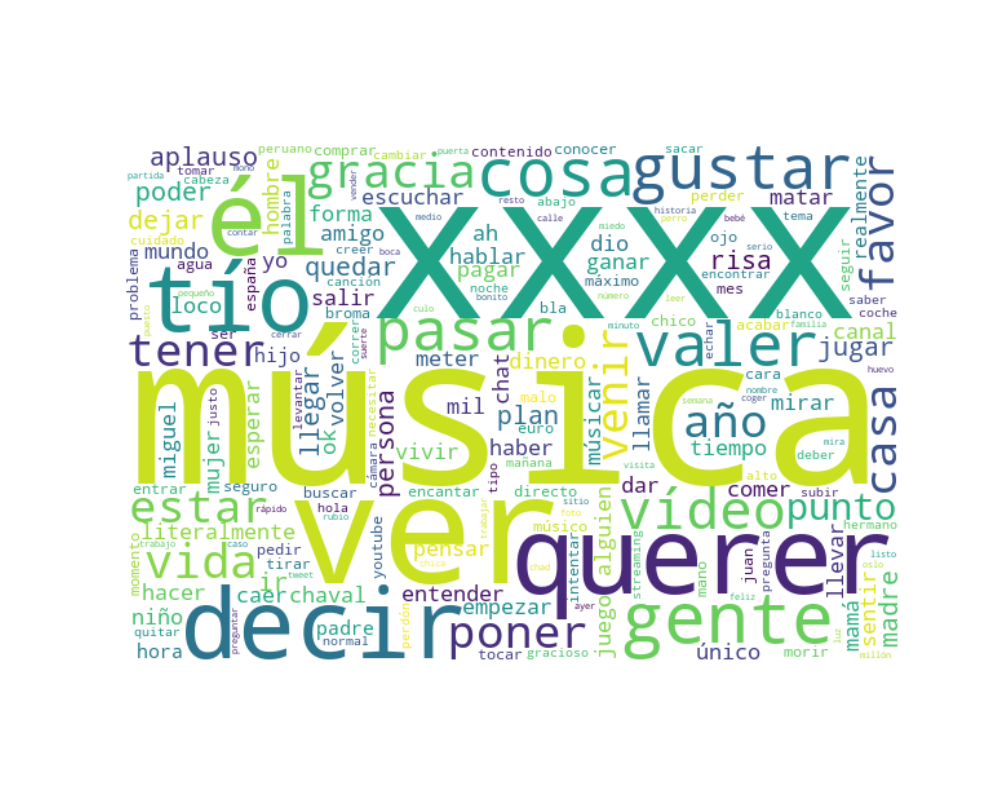 aplauso
peruano
comprar
cambiar
puerta
contenido
conocer
sacar
partida
tomar
cabeza
mono
poder
él
hombre
palabra
gracia
vender
escuchar
cosa
resto
abajo
gustar
perder
matar
realmente
favor
dejar
contar
forma
xxxx
medio
calle
miedo
historia
perro
bebé
tema
cuidado
mundo
amigo
creer
boca
ah
hablar
dio
ganar
ojo
risa
serio
encontrar
seguir
problema
agua
españa
yo
quedar
pagar
máximo
noche
mes
pequeño
tío
canción
loco
salir
broma
culo
bonito
bla
número
leer
blanco
saber
coche
puesto
ser
cerrar
correr
suerte
pasar
minuto
chico
echar
acabar
familia
canal
tener
hijo
valer
jugar
meter
chat
dinero
venir
cara
huevo
música
levantar
llegar
volver
ok
necesitar
malo
músicar
llamar
semana
nombre
coger
mirar
miguel
justo
mujer
esperar
cámara
persona
mil
plan
euro
año
mira
casa
vivir
haber
mañana
tiempo
deber
entrar
seguro
buscar
encantar
tipo
directo
visita
alto
dar
comer
subir
estar
rápido
hola
ver
sitio
vídeo
punto
literalmente
rubio
youtube
trabajar
músico
alguien
hermano
momento
trabajo
vida
caso
pedir
tirar
pensar
querer
intentar
streaming
juan
pregunta
llevar
listo
ir
tweet
chica
chad
mano
oslo
hacer
caerchaval
entender
juego
feliz
mamá
sentir
madre
niño
decir
padre
perdón
empezar
ayer
gente
luz
quitar
preguntar
poner
único
hora
normal
tocar
gracioso
morir
millón